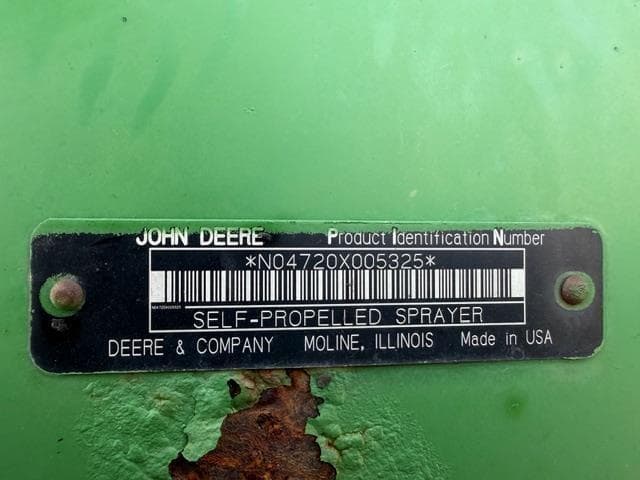 JOHN DEERE Product Identification Number
*N04720X005325*
SELF-PROPELLED SPRAYER
DEERE & COMPANY MOLINE, ILLINOIS Made in USA